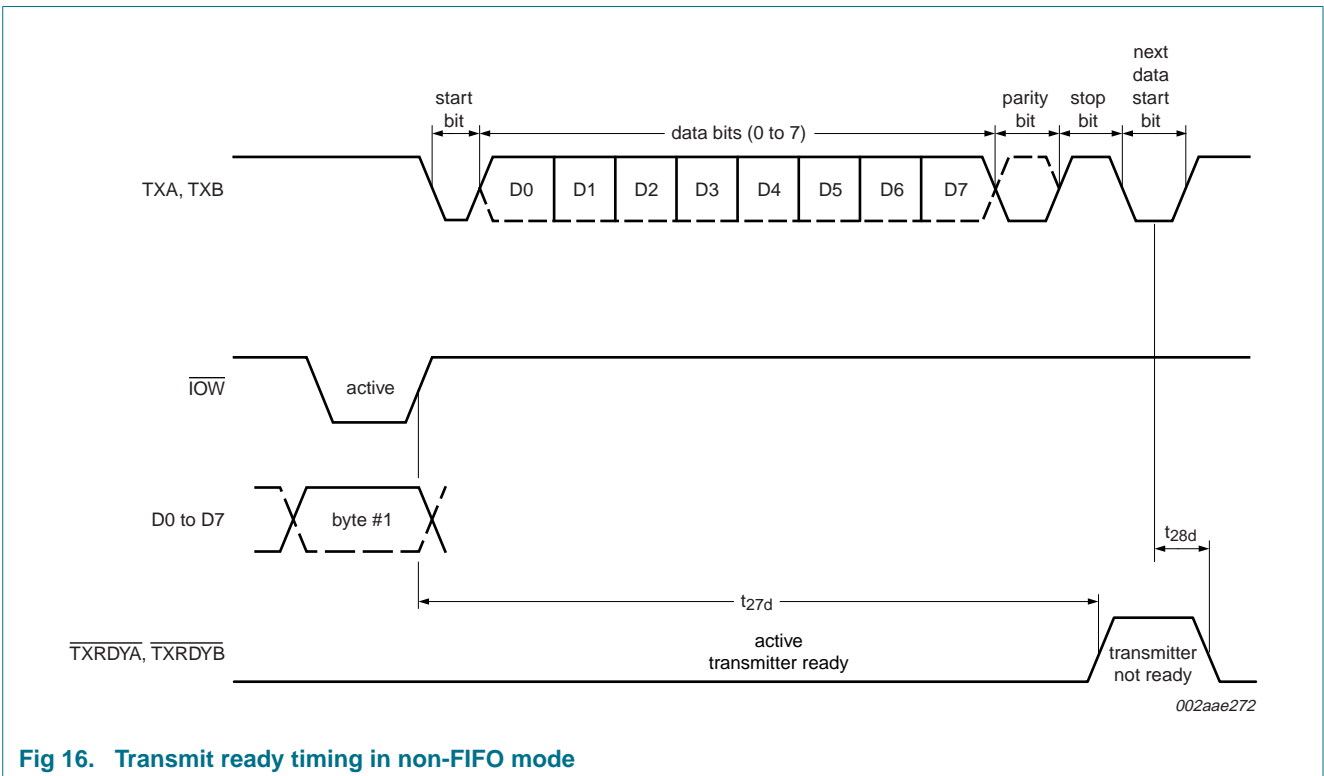 start
bit
data bits (0 to 7)
parity
bit
stop
bit
next
data
start
bit
TXA, TXB
D0 D1 D2 D3 D4 D5 D6 D7
IOW
active
D0 to D7
byte #1
t28d
t27d
TXRDYA, TXRDYB
active
transmitter ready
transmitter
not ready
002aae272
Fig 16. Transmit ready timing in non-FIFO mode